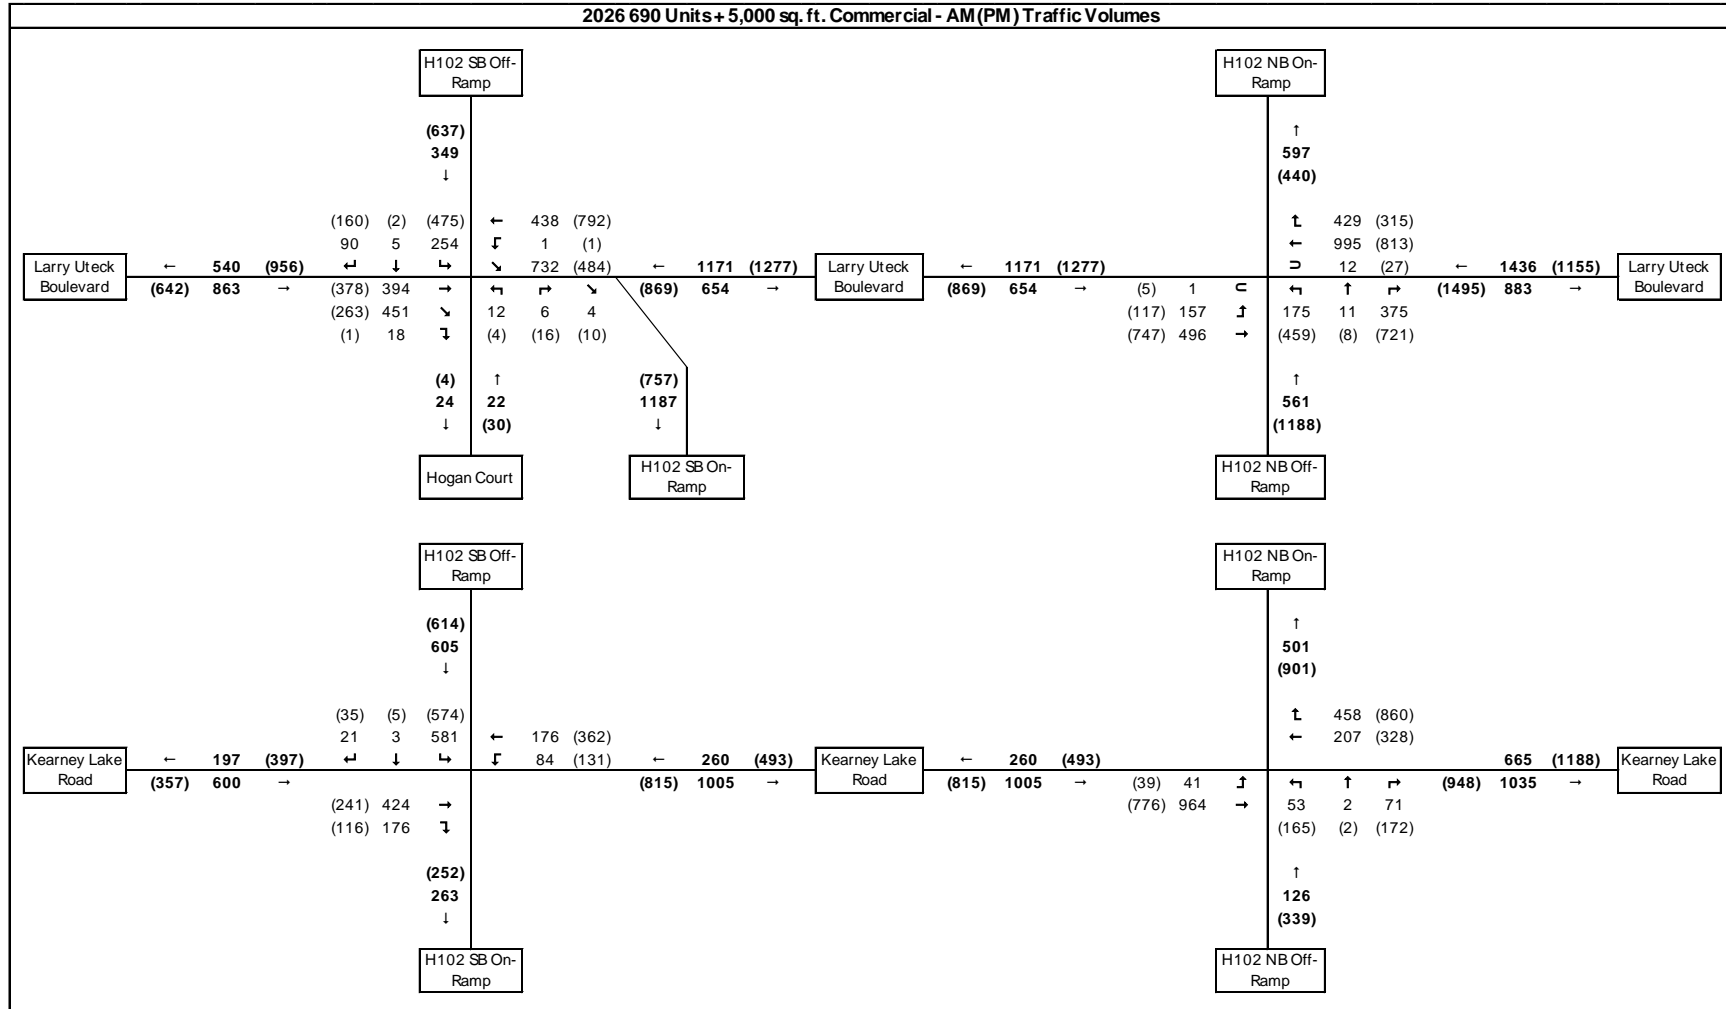 2026 690 Units + 5,000 sq. ft. Commercial - AM (PM) Traffic Volumes
H102 SB Off-
Ramp
H102 NB On-
Ramp
(637) ↑
349 597
↓ (440)
(160) (2) (475) ← 438 (792) ↑ 429 (315)
90 5 254 ↓ 1 (1) ← 995 (813)
Larry Uteck
Boulevard
← 540 (956) ↵ ↓ ↳ ↘ 732 (484) ← 1171 (1277)
Larry Uteck
Boulevard
← 1171 (1277) ⊃ 12 (27) ← 1436 (1155)
Larry Uteck
Boulevard
(642) 863 → (378) 394 → ↰ ↱ ↘ (869) 654 → (869) 654 → (5) 1 ⊂ ↰ ↑ ↱ (1495) 883 →
(263) 451 ↘ 12 6 4 (117) 157 ↥ 175 11 375
(1) 18 ↴ (4) (16) (10) (747) 496 → (459) (8) (721)
(4) ↑ (757) ↑
24 22 1187 561
↓ (30) ↓ (1188)
Hogan Court
H102 SB On-
Ramp
H102 NB Off-
Ramp
H102 SB Off-
Ramp
H102 NB On-
Ramp
(614) ↑
605 501
↓ (901)
(35) (5) (574) ↑ 458 (860)
21 3 581 ← 176 (362) ← 207 (328)
Kearney Lake
Road
← 197 (397) ↵ ↓ ↳ ↓ 84 (131) ← 260 (493)
Kearney Lake
Road
← 260 (493) 665 (1188)
Kearney Lake
Road
(357) 600 → (815) 1005 → (815) 1005 → (39) 41 ↥ ↰ ↑ ↱ (948) 1035 →
(241) 424 → (776) 964 → 53 2 71
(116) 176 ↴ (165) (2) (172)
(252) ↑
263 126
↓ (339)
H102 SB On-
Ramp
H102 NB Off-
Ramp